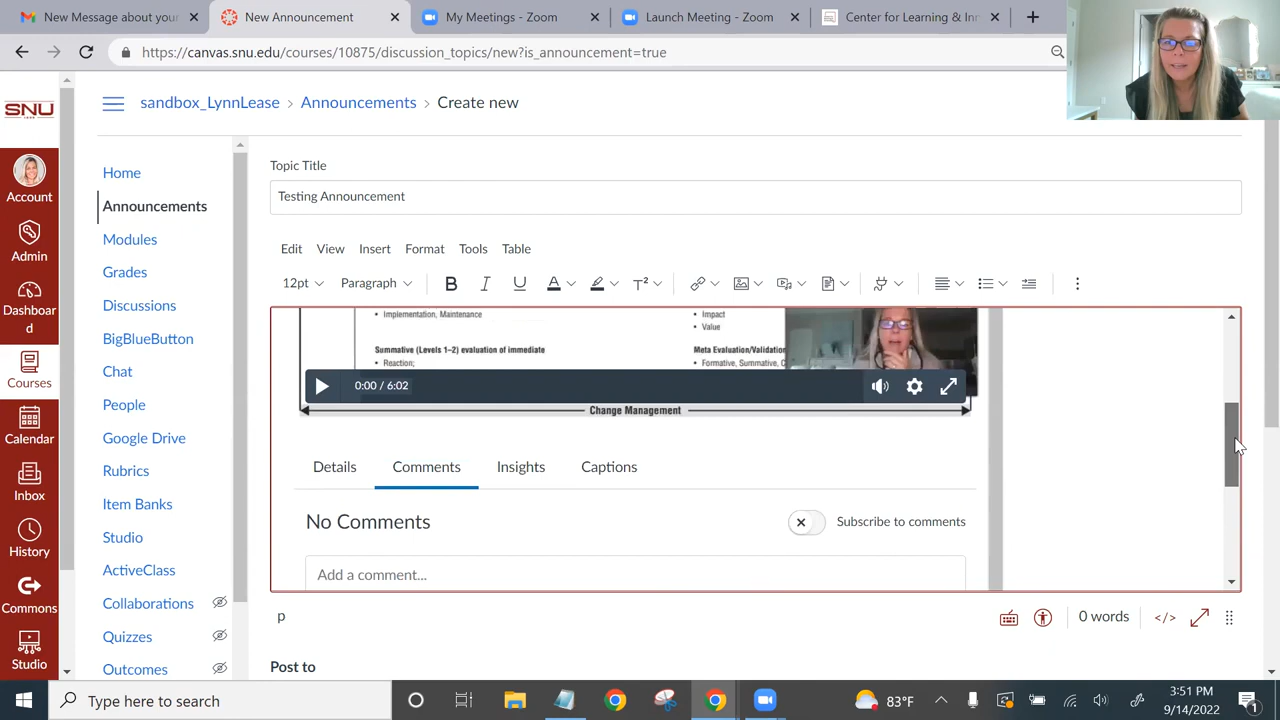 New Message about your
New Announcement
My Meetings - Zoom
Launch Meeting - Zoom
Center for Learning & Inn
https://canvas.snu.edu/courses/10875/discussion_topics/new?is_announcement=true
SNU
sandbox_LynnLease > Announcements > Create new
Account
Admin
Dashboar
d
Courses
Calendar
Inbox
History
Commons
Studio
Home
Announcements
Modules
Grades
Discussions
BigBlueButton
Chat
People
Google Drive
Rubrics
Item Banks
Studio
ActiveClass
Collaborations
Quizzes
Outcomes
Topic Title
Testing Announcement
Edit View Insert Format Tools Table
12pt Paragraph B I U A T²
• Implementation, Maintenance
Summative (Levels 1–2) evaluation of immediate
• Reaction;
• Impact
• Value
Meta Evaluation/Validation
• Formative, Summative, C
0:00 / 6:02
Change Management
Details Comments Insights Captions
No Comments
Subscribe to comments
Add a comment...
p
0 words </>
Post to
Type here to search
83°F
3:51 PM
9/14/2022
1